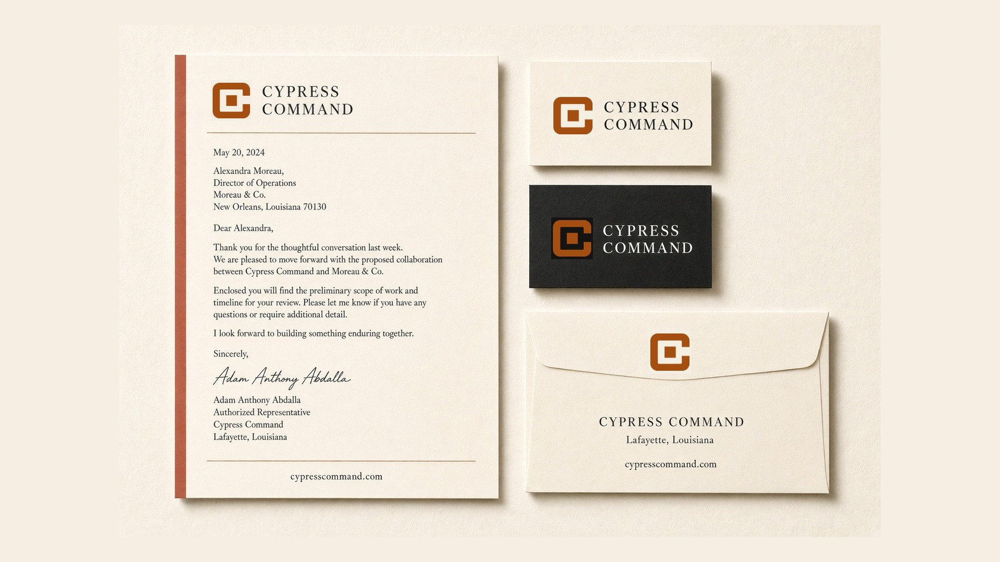 CYPRESS
COMMAND
May 20, 2024
Alexandra Moreau,
Director of Operations
Moreau & Co.
New Orleans, Louisiana 70130
Dear Alexandra,
Thank you for the thoughtful conversation last week.
We are pleased to move forward with the proposed collaboration
between Cypress Command and Moreau & Co.
Enclosed you will find the preliminary scope of work and
timeline for your review. Please let me know if you have any
questions or require additional detail.
I look forward to building something enduring together.
Sincerely,
Adam Anthony Abdalla
Adam Anthony Abdalla
Authorized Representative
Cypress Command
Lafayette, Louisiana
cypresscommand.com
CYPRESS
COMMAND
CYPRESS
COMMAND
CYPRESS COMMAND
Lafayette, Louisiana
cypresscommand.com